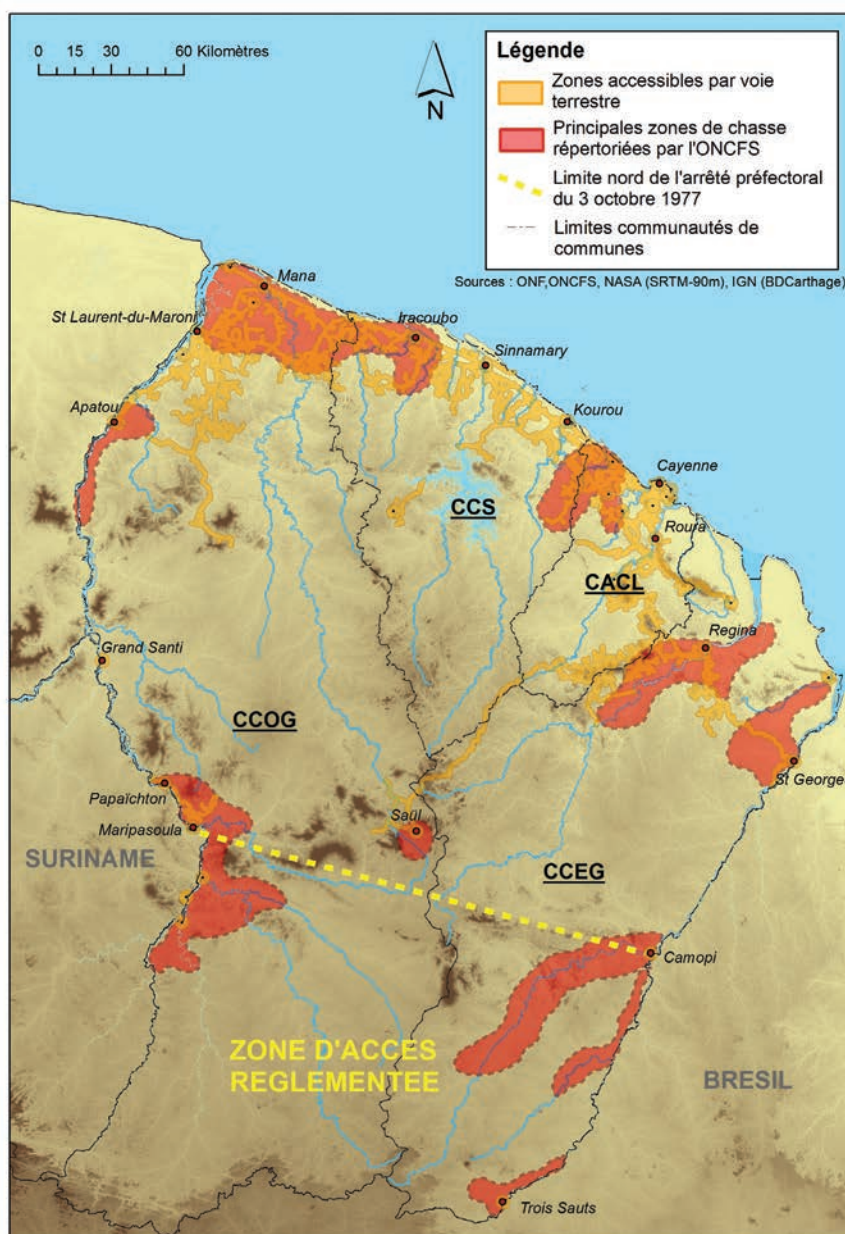 0 15 30 60 Kilomètres
N
Légende
Zones accessibles par voie
terrestre
Principales zones de chasse
répertoriées par l'ONCFS
Limite nord de l'arrêté préfectoral
du 3 octobre 1977
Limites communautés de
communes
Sources : ONF,ONCFS, NASA (SRTM-90m), IGN (BDCarthage)
Mana
St Laurent-du-Maroni
Iracoubo
Sinnamary
Apatou
Kourou
Cayenne
CCS
Roura
CACL
Regina
Grand Santi
CCOG
St George
Papaïchton
Saül
Maripasoula
SURINAME
CCEG
Camopi
ZONE D'ACCES
REGLEMENTEE
BRESIL
Trois Sauts